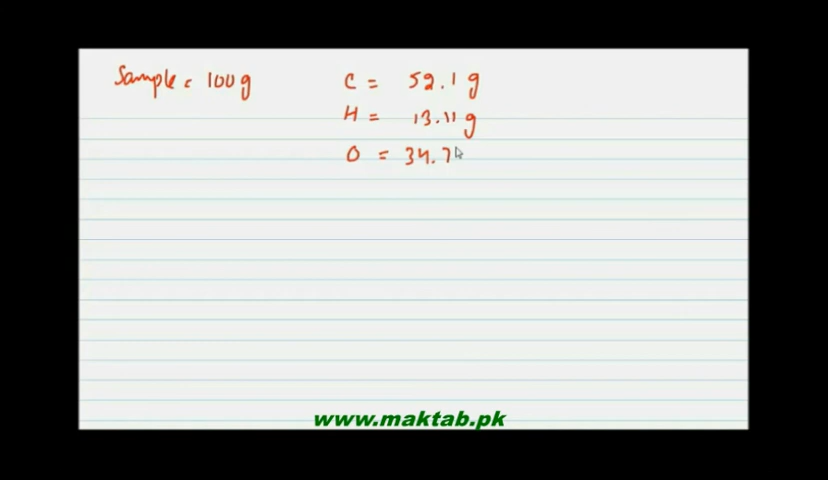 Sample = 100g
C = 52.1 g
H = 13.11 g
O = 34.7
www.maktab.pk